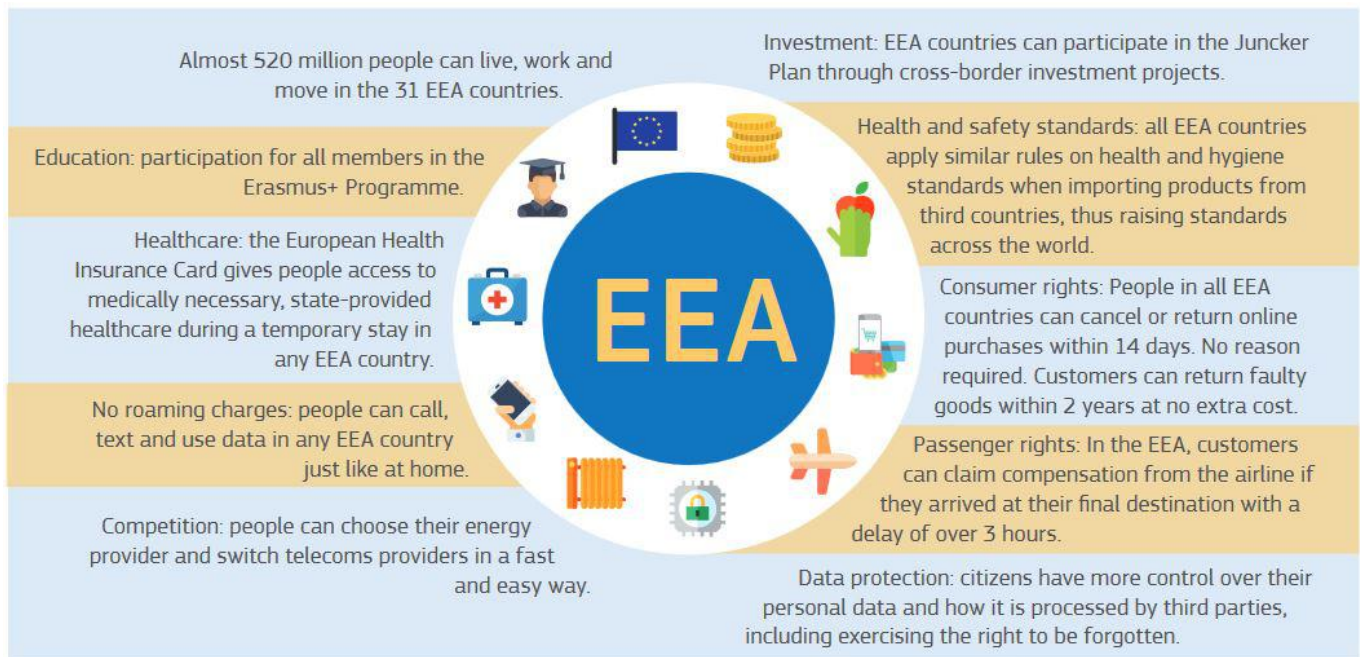 Almost 520 million people can live, work and
move in the 31 EEA countries.
Education: participation for all members in the
Erasmus+ Programme.
Healthcare: the European Health
Insurance Card gives people access to
medically necessary, state-provided
healthcare during a temporary stay in
any EEA country.
No roaming charges: people can call,
text and use data in any EEA country
just like at home.
Competition: people can choose their energy
provider and switch telecoms providers in a fast
and easy way.
EEA
Investment: EEA countries can participate in the Juncker
Plan through cross-border investment projects.
Health and safety standards: all EEA countries
apply similar rules on health and hygiene
standards when importing products from
third countries, thus raising standards
across the world.
Consumer rights: People in all EEA
countries can cancel or return online
purchases within 14 days. No reason
required. Customers can return faulty
goods within 2 years at no extra cost.
Passenger rights: In the EEA, customers
can claim compensation from the airline if
they arrived at their final destination with a
delay of over 3 hours.
Data protection: citizens have more control over their
personal data and how it is processed by third parties,
including exercising the right to be forgotten.